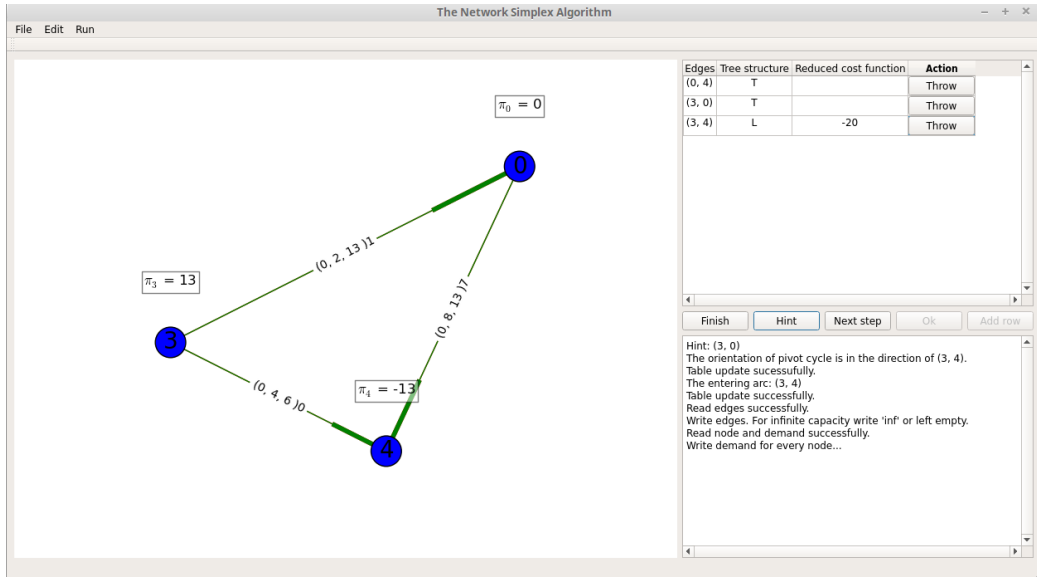 The Network Simplex Algorithm
File Edit Run
π₀ = 0
0
(0, 2, 13 )1
π₃ = 13
(0, 8, 13 )7
3
(0, 4, 6 )0
π₄ = -13
4
Edges Tree structure Reduced cost function Action
(0, 4) T Throw
(3, 0) T Throw
(3, 4) L -20 Throw
Finish Hint Next step Ok Add row
Hint: (3, 0)
The orientation of pivot cycle is in the direction of (3, 4).
Table update sucessufully.
The entering arc: (3, 4)
Table update sucessufully.
Read edges successfully.
Write edges. For infinite capacity write 'inf' or left empty.
Read node and demand successfully.
Write demand for every node...